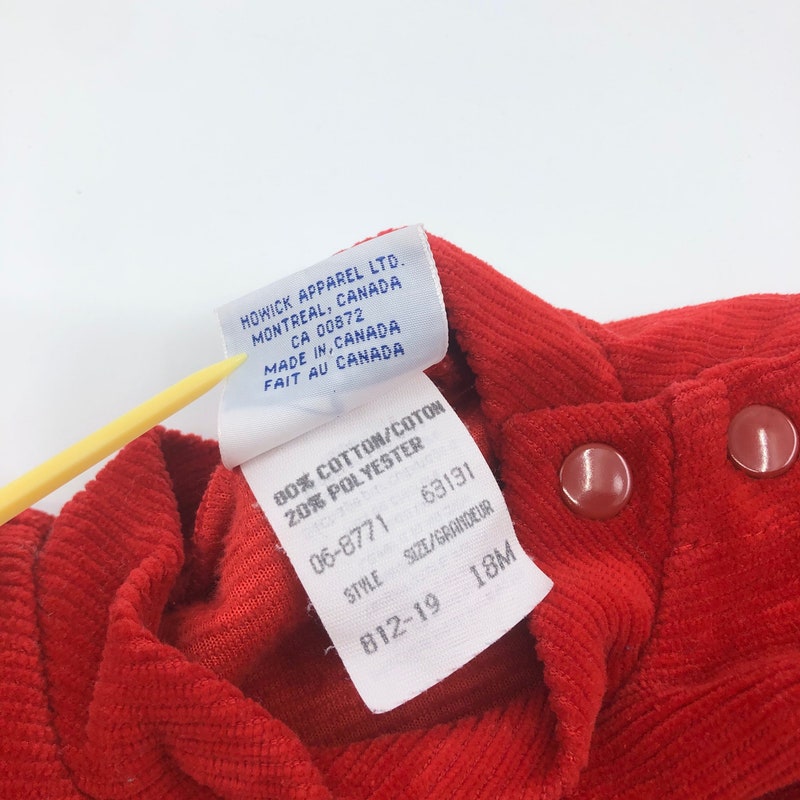 HOWICK APPAREL LTD.
MONTREAL, CANADA
CA 00872
MADE IN CANADA
FAIT AU CANADA
80% COTTON/COTON
20% POLYESTER
06-8771 63131
STYLE SIZE/GRANDEUR
812-19 18M